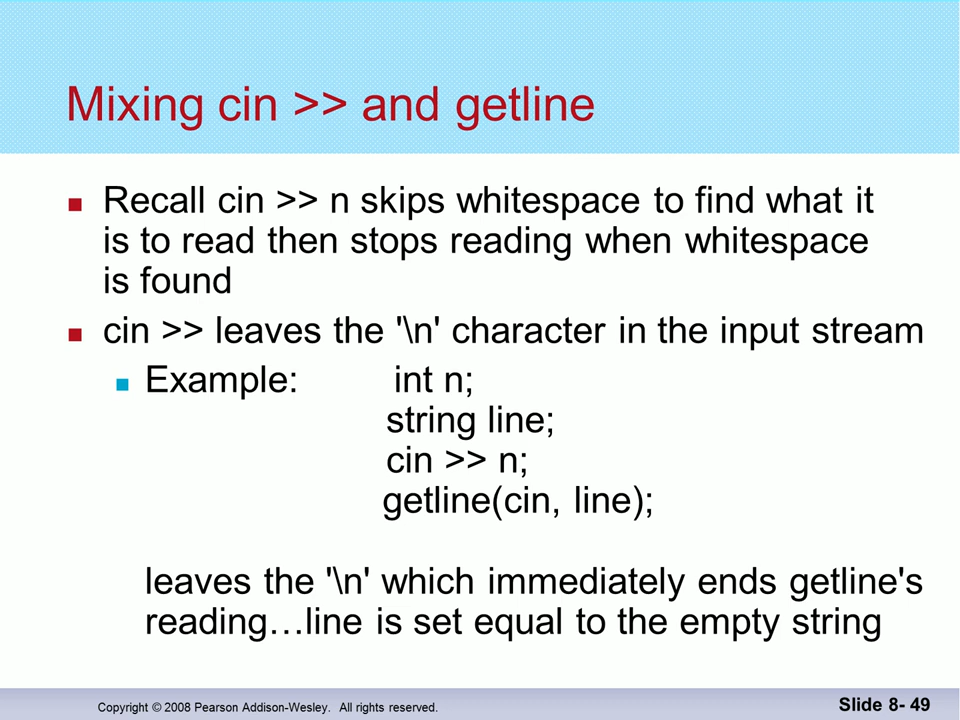 Mixing cin >> and getline
Recall cin >> n skips whitespace to find what it
is to read then stops reading when whitespace
is found
cin >> leaves the '\n' character in the input stream
Example: int n;
string line;
cin >> n;
getline(cin, line);
leaves the '\n' which immediately ends getline's
reading…line is set equal to the empty string
Copyright © 2008 Pearson Addison-Wesley. All rights reserved.
Slide 8- 49